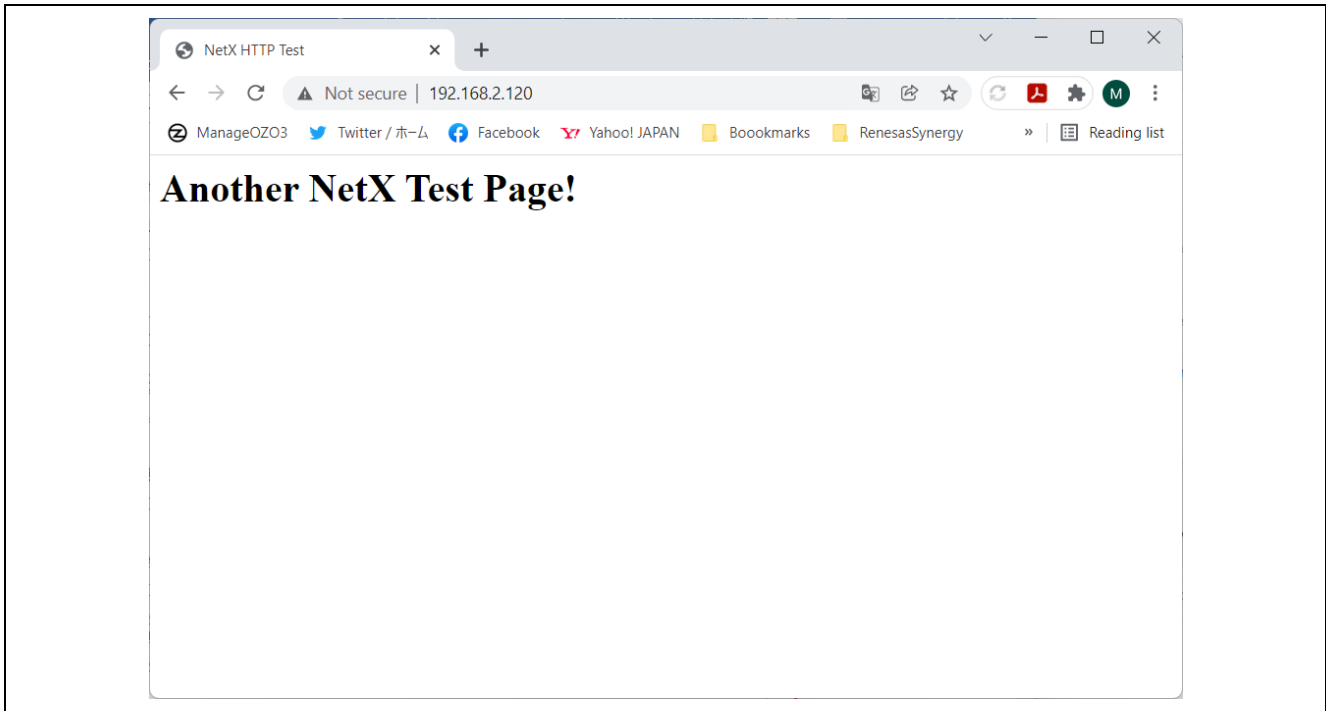 NetX HTTP Test
Not secure | 192.168.2.120
M
ManageOZO3 Twitter / ホーム Facebook Yahoo! JAPAN Boookmarks RenesasSynergy » Reading list
Another NetX Test Page!